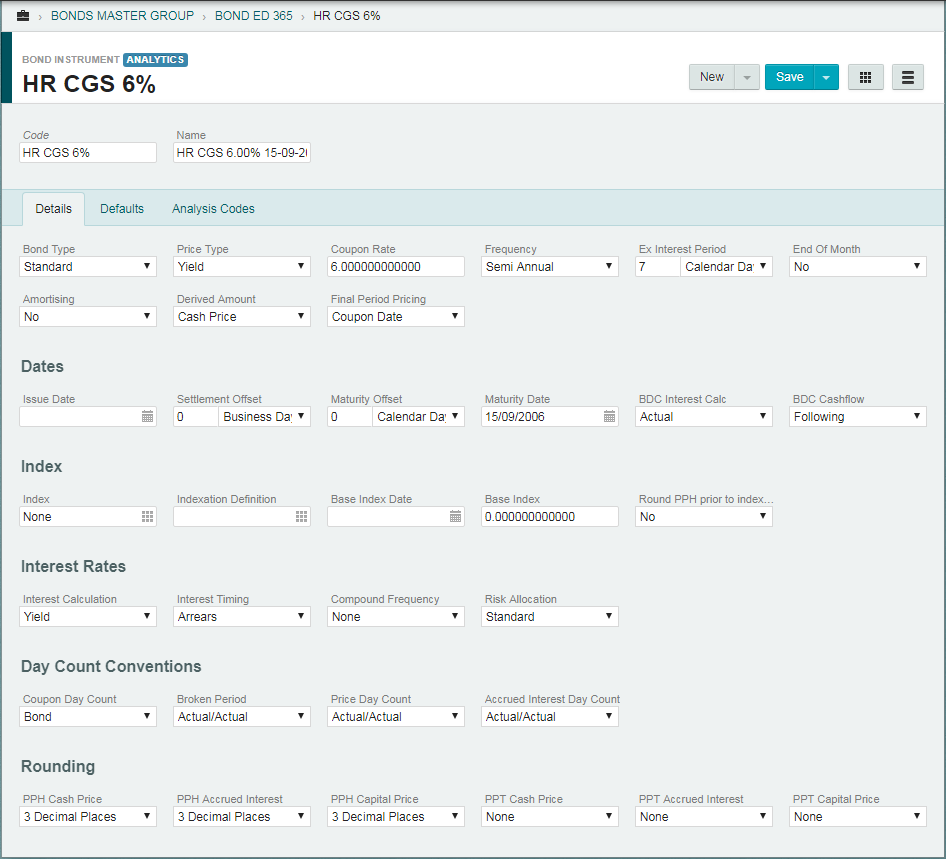 › BONDS MASTER GROUP › BOND ED 365 › HR CGS 6%
BOND INSTRUMENT ANALYTICS
HR CGS 6%
New Save
Code Name
HR CGS 6% HR CGS 6.00% 15-09-20
Details Defaults Analysis Codes
Bond Type Price Type Coupon Rate Frequency Ex Interest Period End Of Month
Standard Yield 6.000000000000 Semi Annual 7 Calendar Da No
Amortising Derived Amount Final Period Pricing
No Cash Price Coupon Date
Dates
Issue Date Settlement Offset Maturity Offset Maturity Date BDC Interest Calc BDC Cashflow
0 Business Da 0 Calendar Da 15/09/2006 Actual Following
Index
Index Indexation Definition Base Index Date Base Index Round PPH prior to index...
None 0.000000000000 No
Interest Rates
Interest Calculation Interest Timing Compound Frequency Risk Allocation
Yield Arrears None Standard
Day Count Conventions
Coupon Day Count Broken Period Price Day Count Accrued Interest Day Count
Bond Actual/Actual Actual/Actual Actual/Actual
Rounding
PPH Cash Price PPH Accrued Interest PPH Capital Price PPT Cash Price PPT Accrued Interest PPT Capital Price
3 Decimal Places 3 Decimal Places 3 Decimal Places None None None